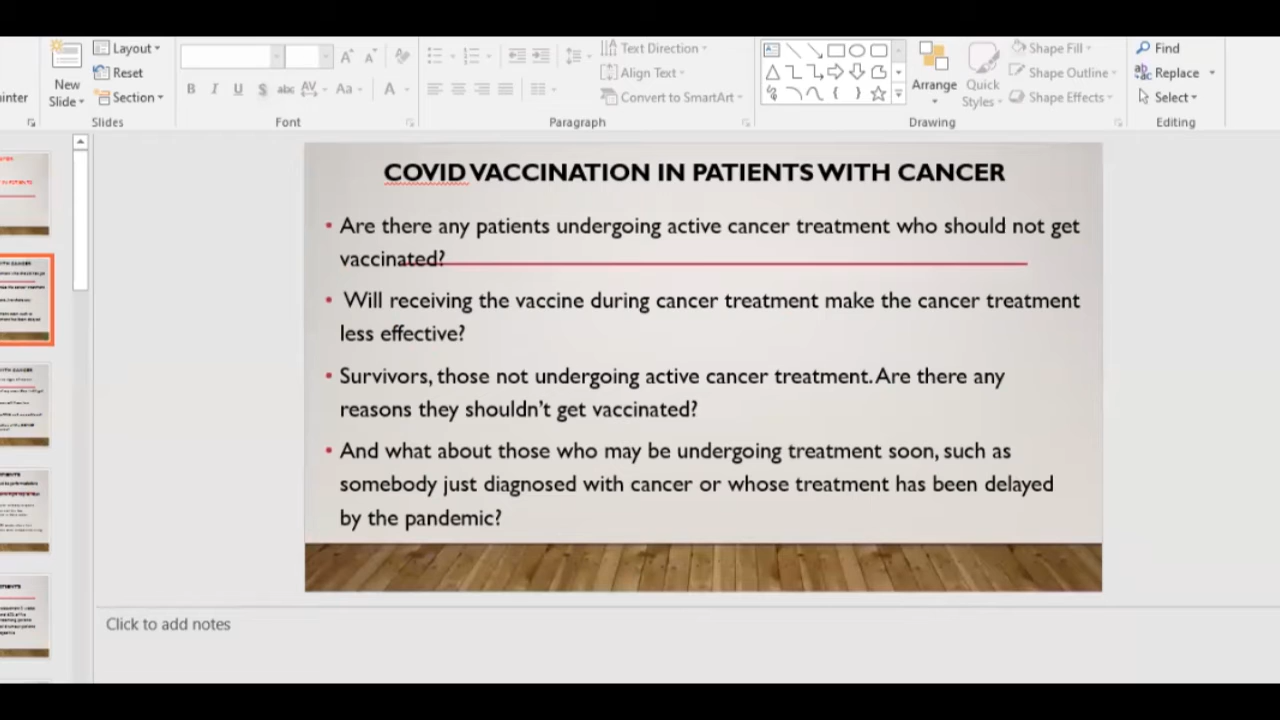 Layout
Reset
Section
New
Slide
inter
Slides
B I U S abc AV Aa A
Font
Text Direction
Align Text
Convert to SmartArt
Paragraph
Arrange
Quick
Styles
Shape Fill
Shape Outline
Shape Effects
Drawing
Find
Replace
Select
Editing
COVID VACCINATION IN PATIENTS WITH CANCER
• Are there any patients undergoing active cancer treatment who should not get
vaccinated?
• Will receiving the vaccine during cancer treatment make the cancer treatment
less effective?
• Survivors, those not undergoing active cancer treatment. Are there any
reasons they shouldn't get vaccinated?
• And what about those who may be undergoing treatment soon, such as
somebody just diagnosed with cancer or whose treatment has been delayed
by the pandemic?
Click to add notes